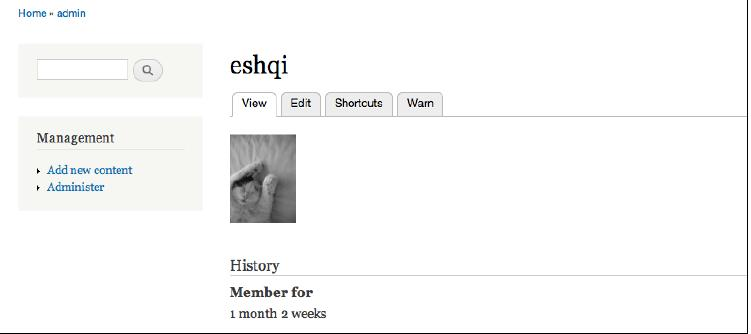 Home » admin
eshqi
View Edit Shortcuts Warn
Management
Add new content
Administer
History
Member for
1 month 2 weeks